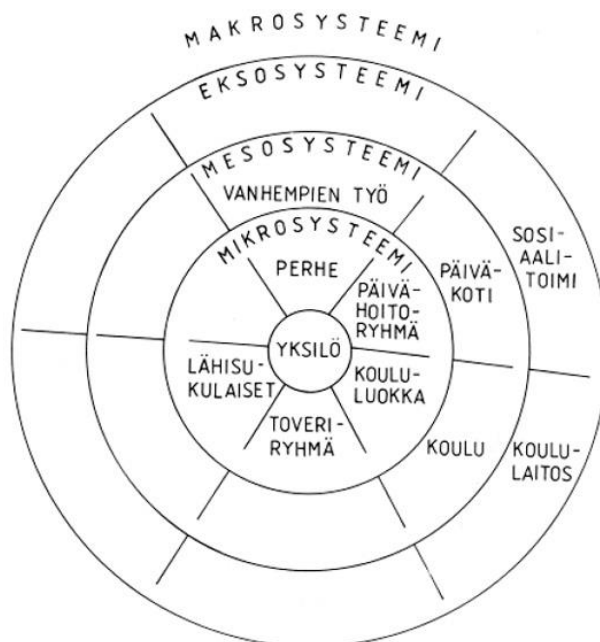 MAKROSYSTEEMI
EKSOSYSTEEMI
MESOSYSTEEMI
VANHEMPIEN TYÖ
MIKROSYSTEEMI
PERHE
PÄIVÄ-
HOITO-
RYHMÄ
PÄIVÄ-
KOTI
SOSI-
AALI-
TOIMI
YKSILÖ
LÄHISU-
KULAISET
KOULU-
LUOKKA
TOVERI-
RYHMÄ
KOULU
KOULU-
LAITOS